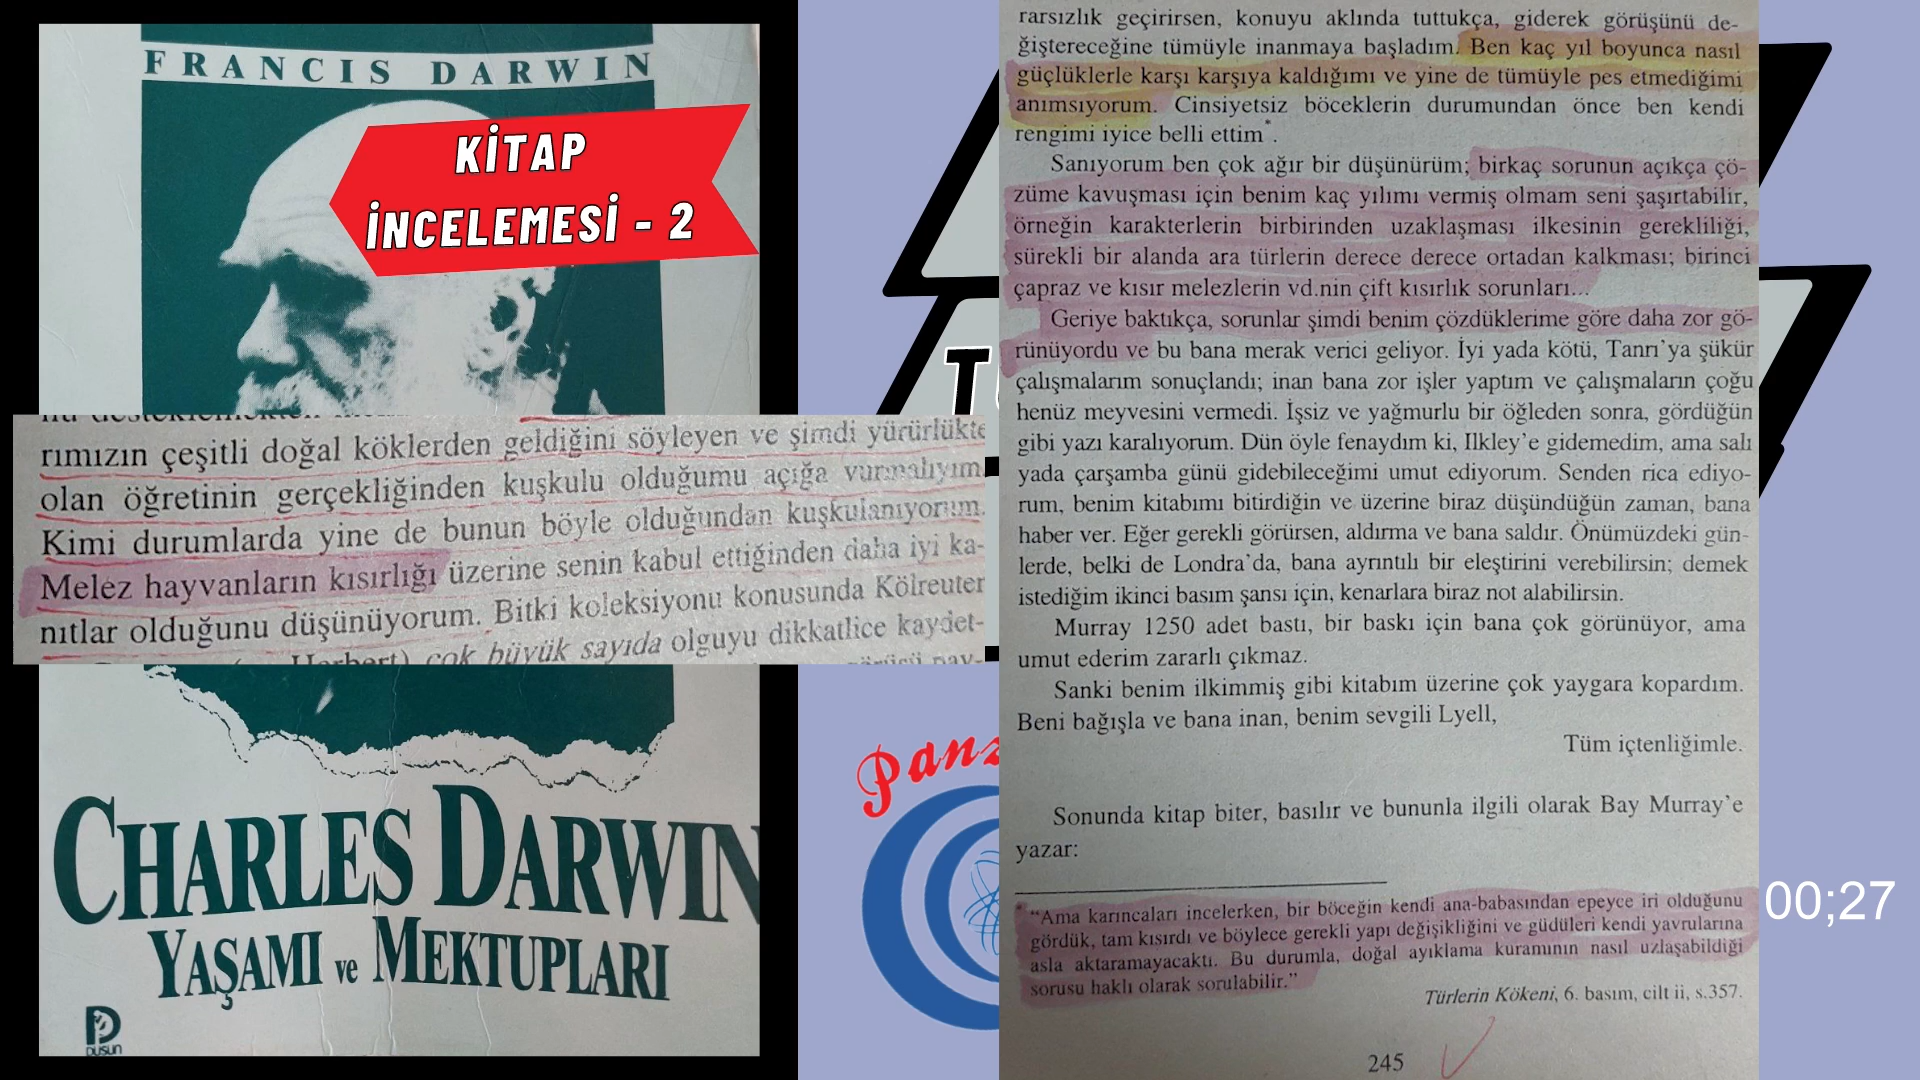 FRANCIS DARWIN
KİTAP
İNCELEMESİ - 2
rımızın çeşitli doğal köklerden geldiğini söyleyen ve şimdi yürürlükte
olan öğretinin gerçekliğinden kuşkulu olduğumu açığa vurmalıyım.
Kimi durumlarda yine de bunun böyle olduğundan kuşkulanıyorum.
Melez hayvanların kısırlığı üzerine senin kabul ettiğinden daha iyi ka-
nıtlar olduğunu düşünüyorum. Bitki koleksiyonu konusunda Kölreuter
Herbert) çok büyük sayıda olguyu dikkatlice kaydet-
CHARLES DARWIN
YAŞAMI ve MEKTUPLARI
DÜŞÜN
Panz
rarsızlık geçirirsen, konuyu aklında tuttukça, giderek görüşünü de-
ğiştereceğine tümüyle inanmaya başladım. Ben kaç yıl boyunca nasıl
güçlüklerle karşı karşıya kaldığımı ve yine de tümüyle pes etmediğimi
anımsıyorum. Cinsiyetsiz böceklerin durumundan önce ben kendi
rengimi iyice belli ettim*.
Sanıyorum ben çok ağır bir düşünürüm; birkaç sorunun açıkça çö-
züme kavuşması için benim kaç yılımı vermiş olmam seni şaşırtabilir,
örneğin karakterlerin birbirinden uzaklaşması ilkesinin gerekliliği,
sürekli bir alanda ara türlerin derece derece ortadan kalkması; birinci
çapraz ve kısır melezlerin vd.nin çift kısırlık sorunları...
Geriye baktıkça, sorunlar şimdi benim çözdüklerime göre daha zor gö-
rünüyordu ve bu bana merak verici geliyor. İyi yada kötü, Tanrı'ya şükür
çalışmalarım sonuçlandı; inan bana zor işler yaptım ve çalışmaların çoğu
henüz meyvesini vermedi. İşsiz ve yağmurlu bir öğleden sonra, gördüğün
gibi yazı karalıyorum. Dün öyle fenaydım ki, Ilkley'e gidemedim, ama salı
yada çarşamba günü gidebileceğimi umut ediyorum. Senden rica ediyo-
rum, benim kitabımı bitirdiğin ve üzerine biraz düşündüğün zaman, bana
haber ver. Eğer gerekli görürsen, aldırma ve bana saldır. Önümüzdeki gün-
lerde, belki de Londra'da, bana ayrıntılı bir eleştirini verebilirsin; demek
istediğim ikinci basım şansı için, kenarlara biraz not alabilirsin.
Murray 1250 adet bastı, bir baskı için bana çok görünüyor, ama
umut ederim zararlı çıkmaz.
Sanki benim ilkimmiş gibi kitabım üzerine çok yaygara kopardım.
Beni bağışla ve bana inan, benim sevgili Lyell,
Tüm içtenliğimle.
Sonunda kitap biter, basılır ve bununla ilgili olarak Bay Murray'e
yazar:
* "Ama karıncaları incelerken, bir böceğin kendi ana-babasından epeyce iri olduğunu
gördük, tam kısırdı ve böylece gerekli yapı değişikliğini ve güdüleri kendi yavrularına
asla aktaramayacaktı. Bu durumla, doğal ayıklama kuramının nasıl uzlaşabildiği
sorusu haklı olarak sorulabilir."
Türlerin Kökeni, 6. basım, cilt ii, s.357.
245
00;27